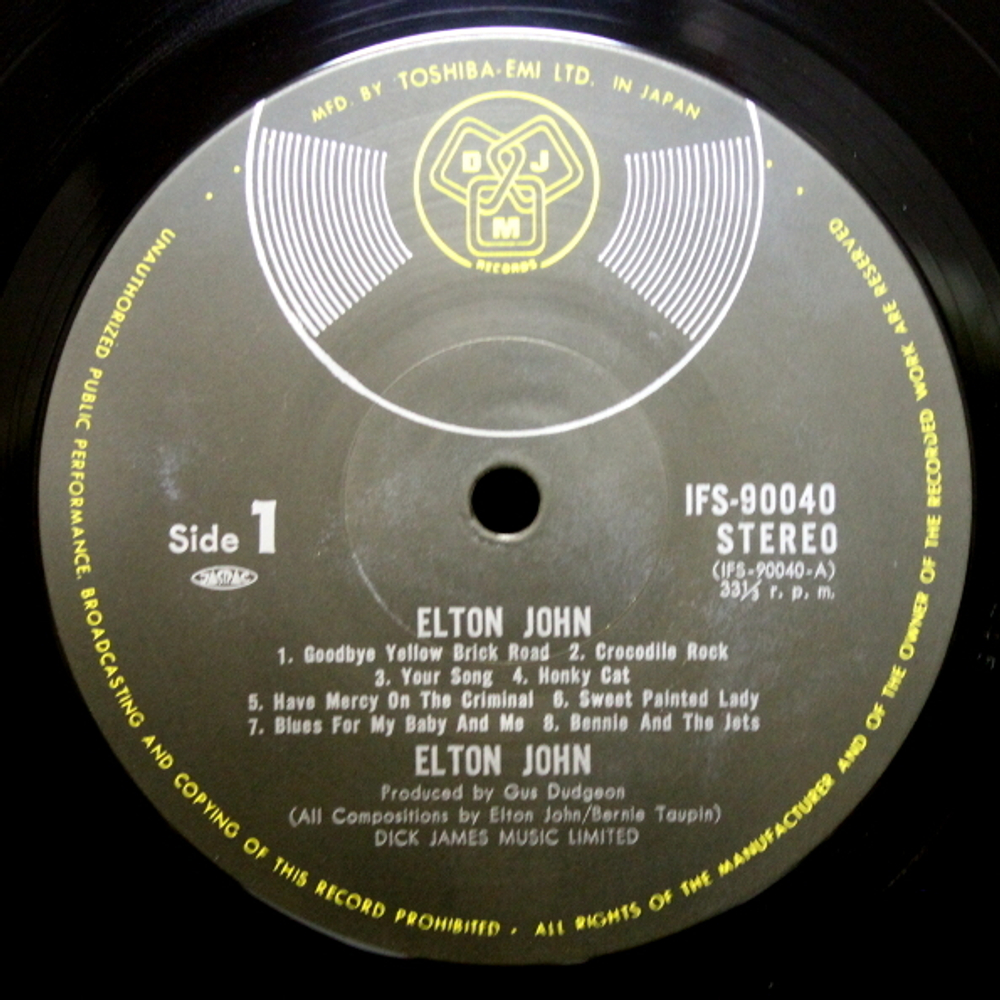 MFD. BY TOSHIBA-EMI LTD. IN JAPAN
D J
M
RECORDS
Side 1
JASRAC
IFS-90040
STEREO
(IFS-90040-A)
33⅓ r. p. m.
ELTON JOHN
1. Goodbye Yellow Brick Road 2. Crocodile Rock
3. Your Song 4. Honky Cat
5. Have Mercy On The Criminal 6. Sweet Painted Lady
7. Blues For My Baby And Me 8. Bennie And The Jets
ELTON JOHN
Produced by Gus Dudgeon
(All Compositions by Elton John/Bernie Taupin)
DICK JAMES MUSIC LIMITED
UNAUTHORIZED PUBLIC PERFORMANCE. BROADCASTING AND COPYING OF THIS RECORD PROHIBITED · ALL RIGHTS OF THE MANUFACTURER AND OF THE OWNER OF THE RECORDED WORK ARE RESERVED